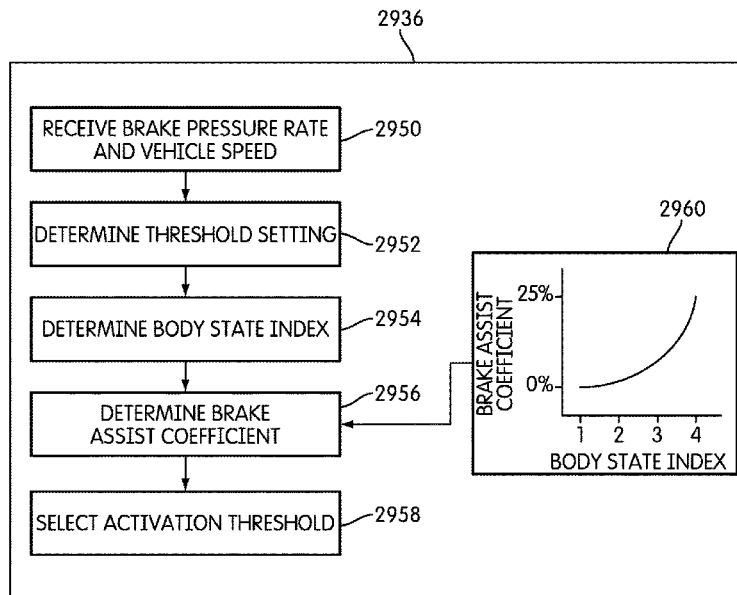 2936
RECEIVE BRAKE PRESSURE RATE
AND VEHICLE SPEED
2950
DETERMINE THRESHOLD SETTING
2952
DETERMINE BODY STATE INDEX
2954
DETERMINE BRAKE
ASSIST COEFFICIENT
2956
SELECT ACTIVATION THRESHOLD
2958
2960
BRAKE ASSIST
COEFFICIENT
25%
0%
1 2 3 4
BODY STATE INDEX